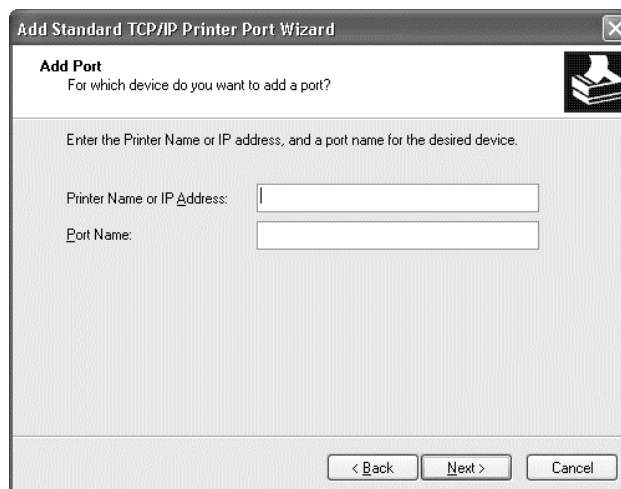 Add Standard TCP/IP Printer Port Wizard
Add Port
For which device do you want to add a port?
Enter the Printer Name or IP address, and a port name for the desired device.
Printer Name or IP Address:
Port Name:
< Back
Next >
Cancel